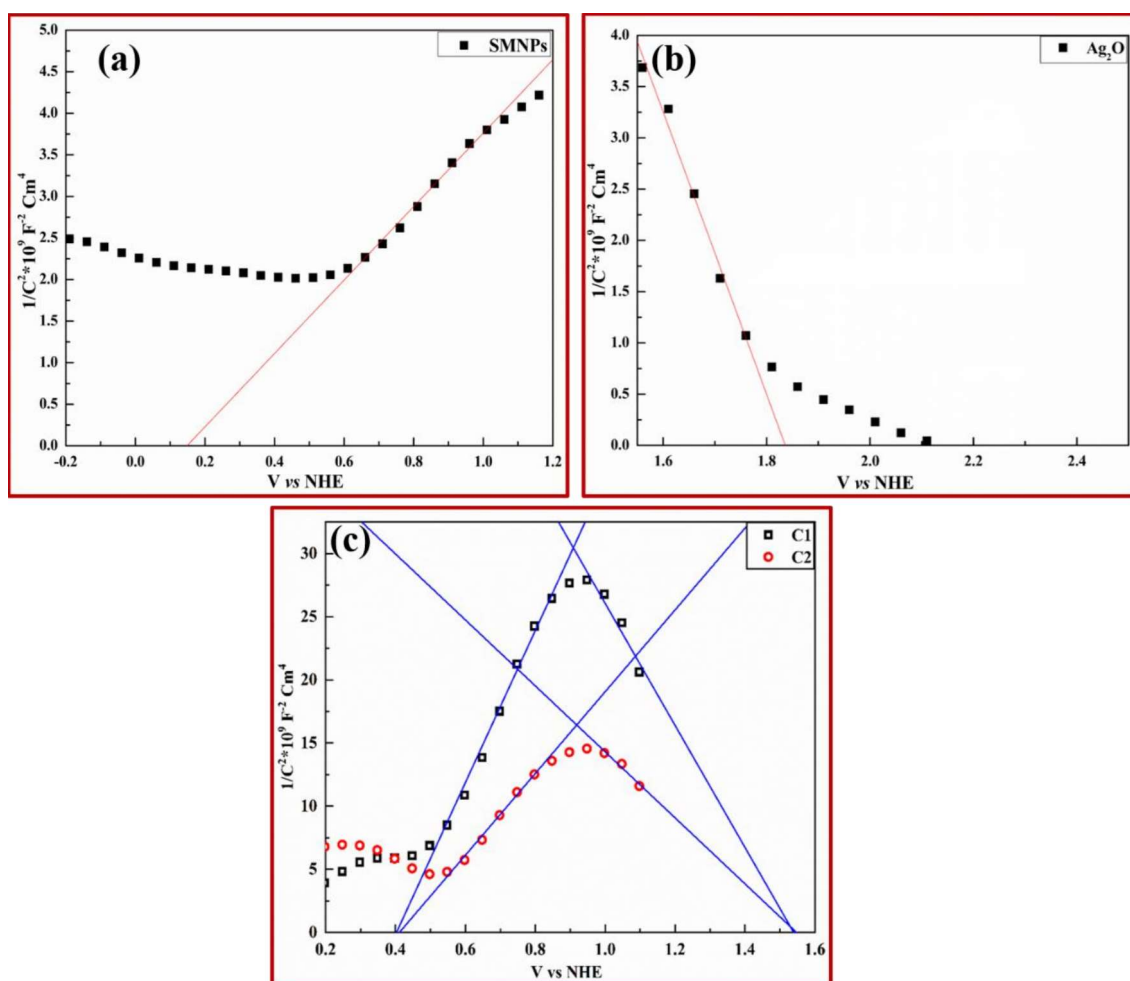 (a)
SMNPs
1/C²*10⁹ F⁻² Cm⁴
5.0
4.5
4.0
3.5
3.0
2.5
2.0
1.5
1.0
0.5
0.0
-0.2 0.0 0.2 0.4 0.6 0.8 1.0 1.2
V vs NHE
(b)
Ag₂O
1/C²*10⁹ F⁻² Cm⁴
4.0
3.5
3.0
2.5
2.0
1.5
1.0
0.5
0.0
1.6 1.8 2.0 2.2 2.4
V vs NHE
(c)
C1
C2
1/C²*10⁹ F⁻² Cm⁴
30
25
20
15
10
5
0
0.2 0.4 0.6 0.8 1.0 1.2 1.4 1.6
V vs NHE